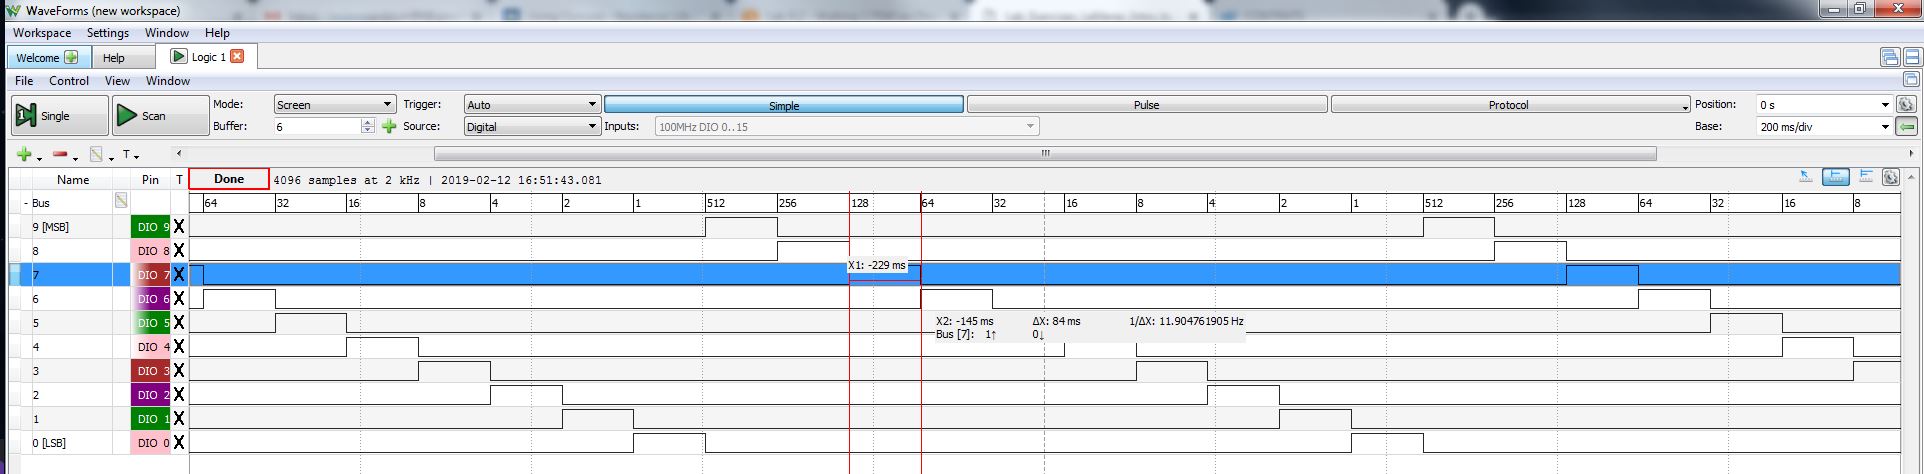 WaveForms (new workspace)
Workspace Settings Window Help
Welcome Help Logic 1
File Control View Window
Single Scan Mode: Screen Trigger: Auto Simple Pulse Protocol Position: 0 s
Buffer: 6 Source: Digital Inputs: 100MHz DIO 0..15 Base: 200 ms/div
T
Name Pin T Done 4096 samples at 2 kHz | 2019-02-12 16:51:43.081
- Bus 64 32 16 8 4 2 1 512 256 128 64 32 16 8 4 2 1 512 256 128 64 32 16 8
9 [MSB] DIO 9 X
8 DIO 8 X
7 DIO 7 X X1: -229 ms
6 DIO 6 X
5 DIO 5 X X2: -145 ms ΔX: 84 ms 1/ΔX: 11.904761905 Hz
Bus [7]: 1↑ 0↓
4 DIO 4 X
3 DIO 3 X
2 DIO 2 X
1 DIO 1 X
0 [LSB] DIO 0 X